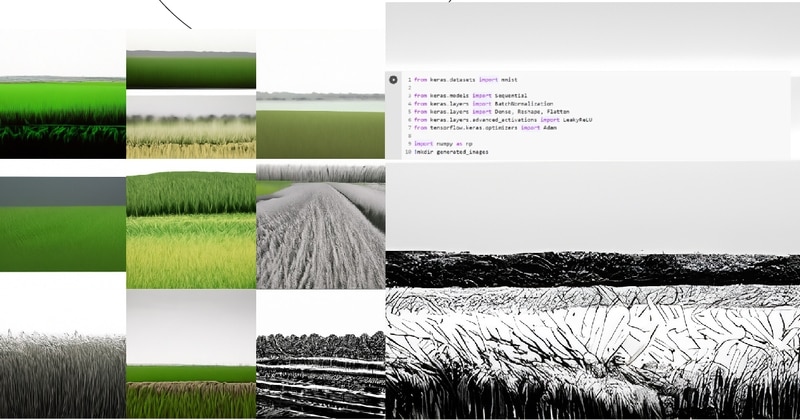 1 from keras.datasets import mnist
2
3 from keras.models import Sequential
4 from keras.layers import BatchNormalization
5 from keras.layers import Dense, Reshape, Flatten
6 from keras.layers.advanced_activations import LeakyReLU
7 from tensorflow.keras.optimizers import Adam
8
9 import numpy as np
10 !mkdir generated_images